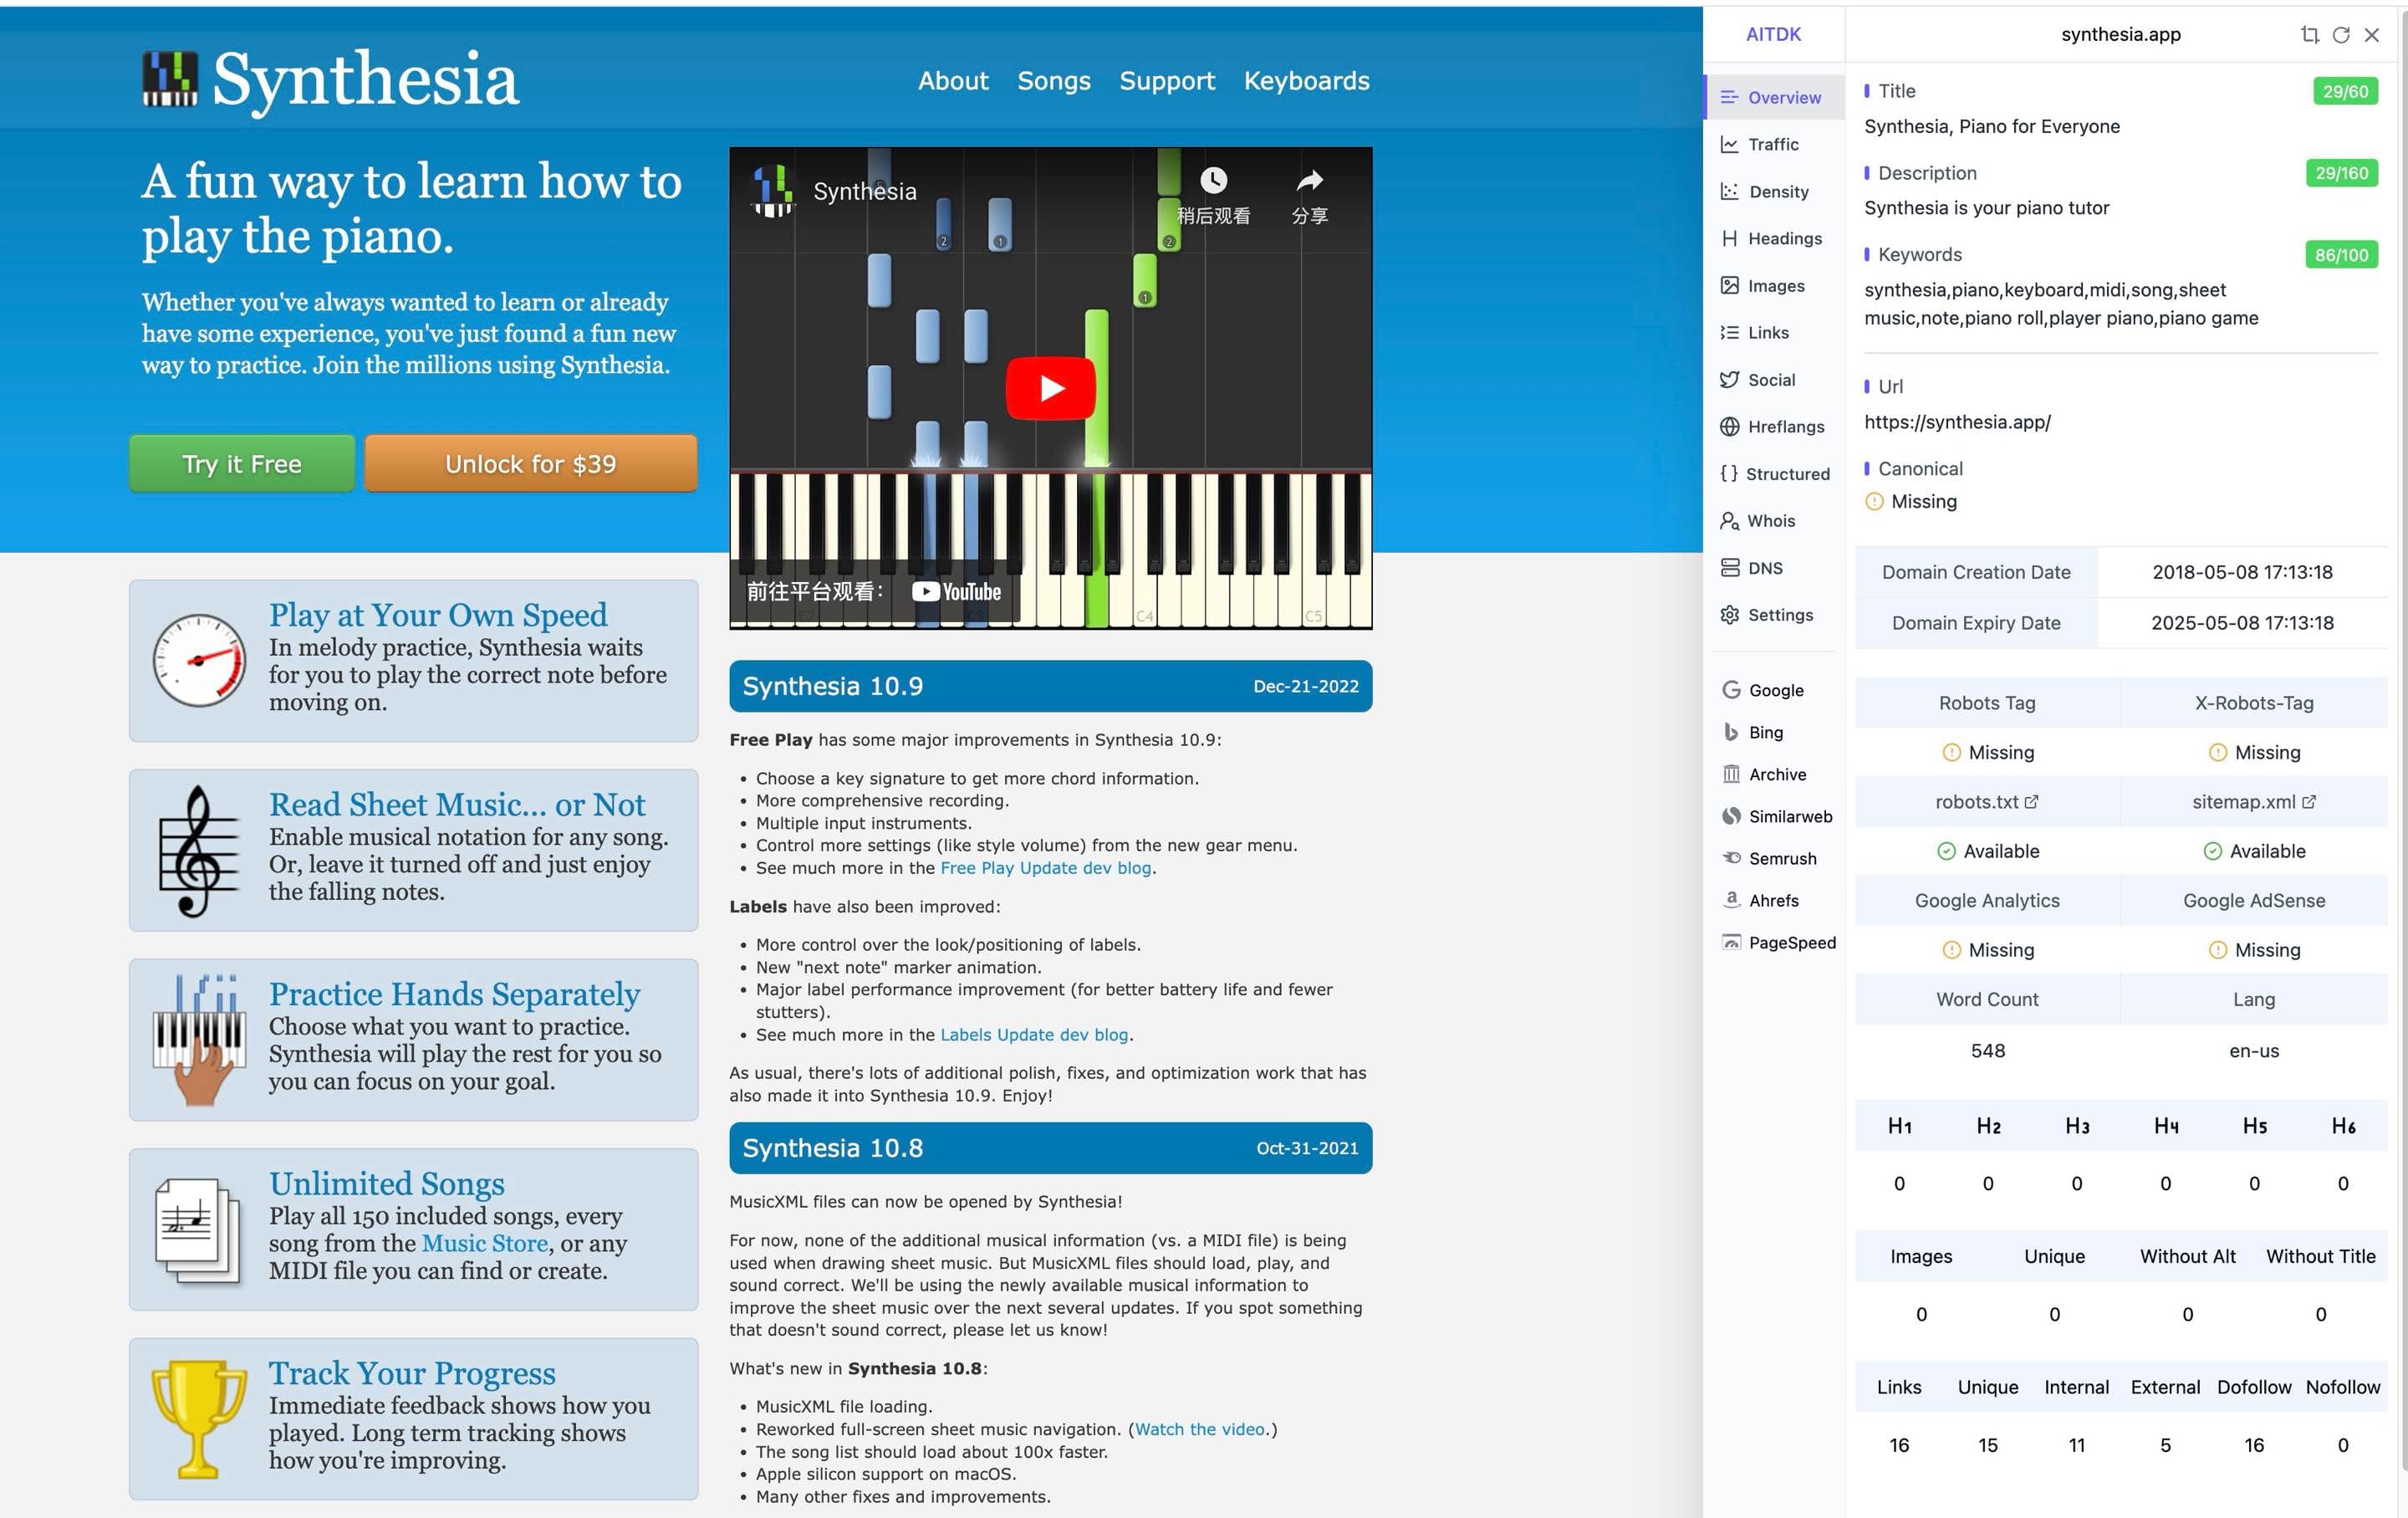 Synthesia
About Songs Support Keyboards
A fun way to learn how to
play the piano.
Whether you've always wanted to learn or already
have some experience, you've just found a fun new
way to practice. Join the millions using Synthesia.
Try it Free
Unlock for $39
Synthesia
稍后观看
分享
2
1
2
1
C4
C5
前往平台观看：
YouTube
Play at Your Own Speed
In melody practice, Synthesia waits
for you to play the correct note before
moving on.
Read Sheet Music... or Not
Enable musical notation for any song.
Or, leave it turned off and just enjoy
the falling notes.
Practice Hands Separately
Choose what you want to practice.
Synthesia will play the rest for you so
you can focus on your goal.
Unlimited Songs
Play all 150 included songs, every
song from the Music Store, or any
MIDI file you can find or create.
Track Your Progress
Immediate feedback shows how you
played. Long term tracking shows
how you're improving.
Synthesia 10.9 Dec-21-2022
Free Play has some major improvements in Synthesia 10.9:
• Choose a key signature to get more chord information.
• More comprehensive recording.
• Multiple input instruments.
• Control more settings (like style volume) from the new gear menu.
• See much more in the Free Play Update dev blog.
Labels have also been improved:
• More control over the look/positioning of labels.
• New "next note" marker animation.
• Major label performance improvement (for better battery life and fewer
stutters).
• See much more in the Labels Update dev blog.
As usual, there's lots of additional polish, fixes, and optimization work that has
also made it into Synthesia 10.9. Enjoy!
Synthesia 10.8 Oct-31-2021
MusicXML files can now be opened by Synthesia!
For now, none of the additional musical information (vs. a MIDI file) is being
used when drawing sheet music. But MusicXML files should load, play, and
sound correct. We'll be using the newly available musical information to
improve the sheet music over the next several updates. If you spot something
that doesn't sound correct, please let us know!
What's new in Synthesia 10.8:
• MusicXML file loading.
• Reworked full-screen sheet music navigation. (Watch the video.)
• The song list should load about 100x faster.
• Apple silicon support on macOS.
• Many other fixes and improvements.
AITDK
Overview
Traffic
Density
Headings
Images
Links
Social
Hreflangs
Structured
Whois
DNS
Settings
Google
Bing
Archive
Similarweb
Semrush
Ahrefs
PageSpeed
synthesia.app
Title 29/60
Synthesia, Piano for Everyone
Description 29/160
Synthesia is your piano tutor
Keywords 86/100
synthesia,piano,keyboard,midi,song,sheet
music,note,piano roll,player piano,piano game
Url
https://synthesia.app/
Canonical
Missing
Domain Creation Date 2018-05-08 17:13:18
Domain Expiry Date 2025-05-08 17:13:18
Robots Tag X-Robots-Tag
Missing Missing
robots.txt sitemap.xml
Available Available
Google Analytics Google AdSense
Missing Missing
Word Count Lang
548 en-us
H1 H2 H3 H4 H5 H6
0 0 0 0 0 0
Images Unique Without Alt Without Title
0 0 0 0
Links Unique Internal External Dofollow Nofollow
16 15 11 5 16 0